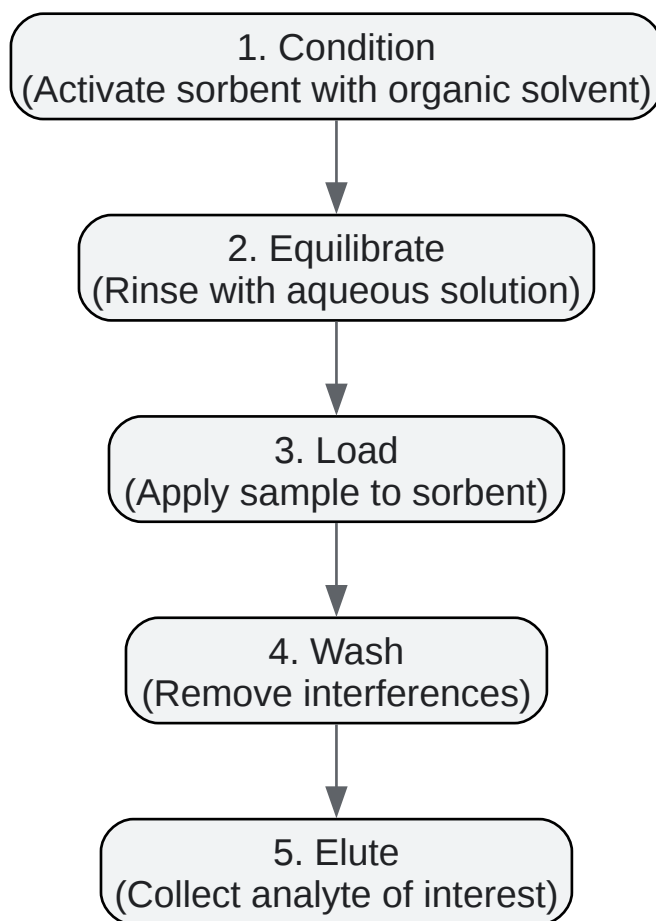 1. Condition
(Activate sorbent with organic solvent)
2. Equilibrate
(Rinse with aqueous solution)
3. Load
(Apply sample to sorbent)
4. Wash
(Remove interferences)
5. Elute
(Collect analyte of interest)